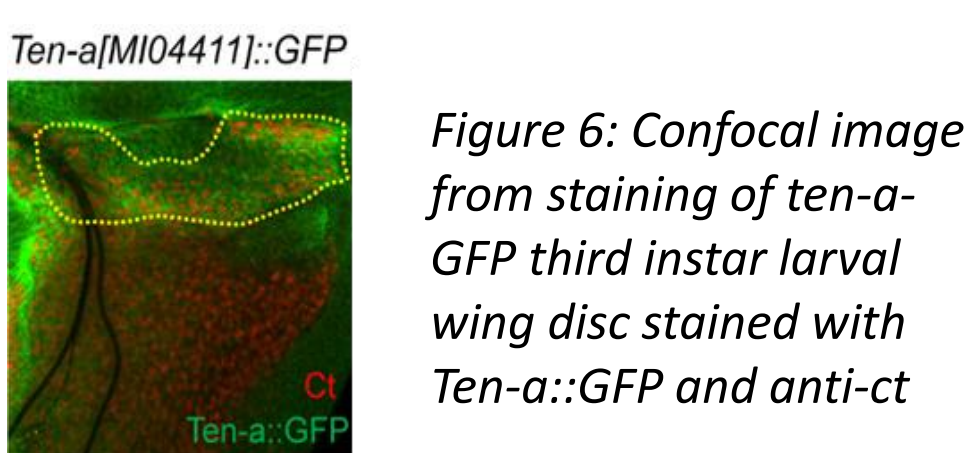 Ten-a[MI04411]::GFP
Figure 6: Confocal image
from staining of ten-a-
GFP third instar larval
wing disc stained with
Ten-a::GFP and anti-ct
Ct
Ten-a::GFP